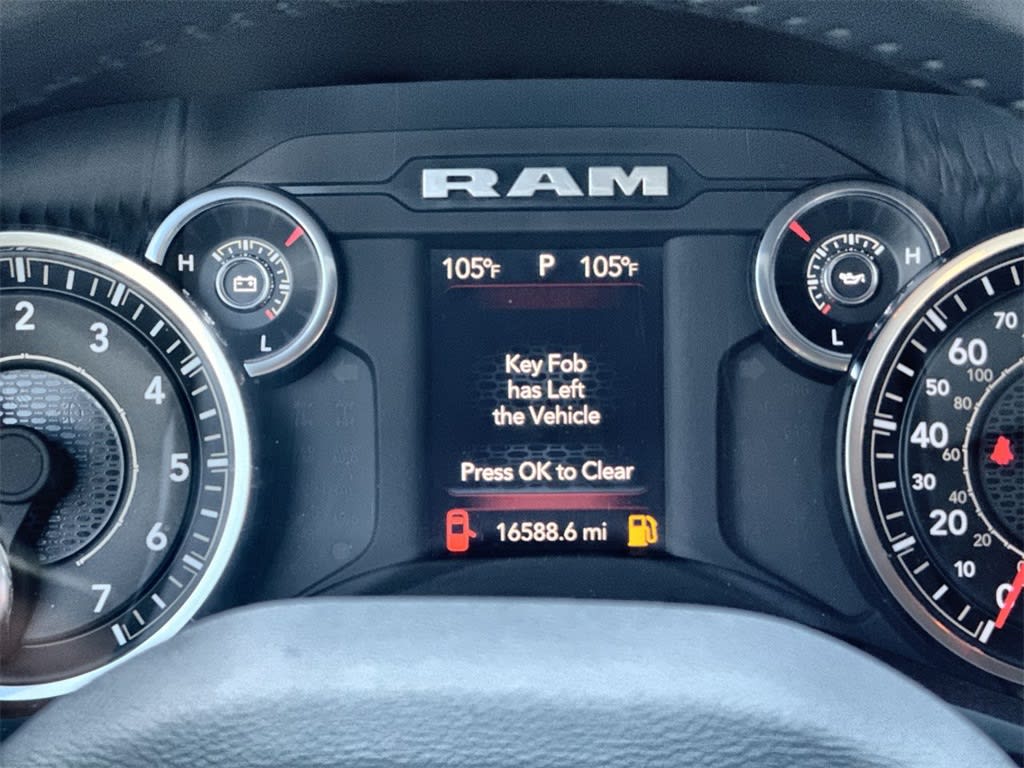 RAM
105°F P 105°F
H
L
H
L
Key Fob
has Left
the Vehicle
Press OK to Clear
16588.6 mi
2
3
4
5
6
7
70
60
100
50
80
40
60
30
40
20
20
10
0